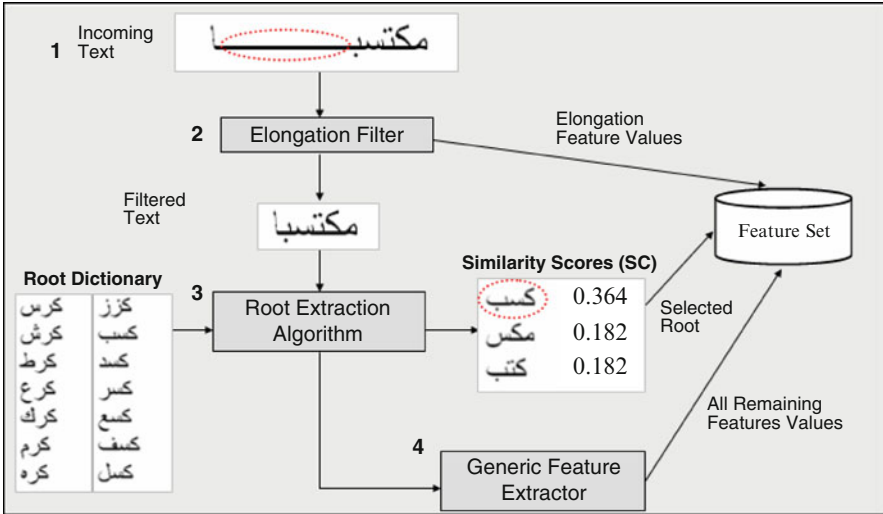 1 Incoming Text
مكتسبـــــــــــا
2 Elongation Filter
Elongation
Feature Values
Filtered
Text
مكتسبا
Feature Set
Root Dictionary
كرس كزز
كرش كسب
كرط كسد
كرع كسر
كرك كسع
كرم كسف
كره كسل
3 Root Extraction
Algorithm
Similarity Scores (SC)
كسب 0.364
مكس 0.182
كتب 0.182
Selected
Root
All Remaining
Features Values
4 Generic Feature
Extractor